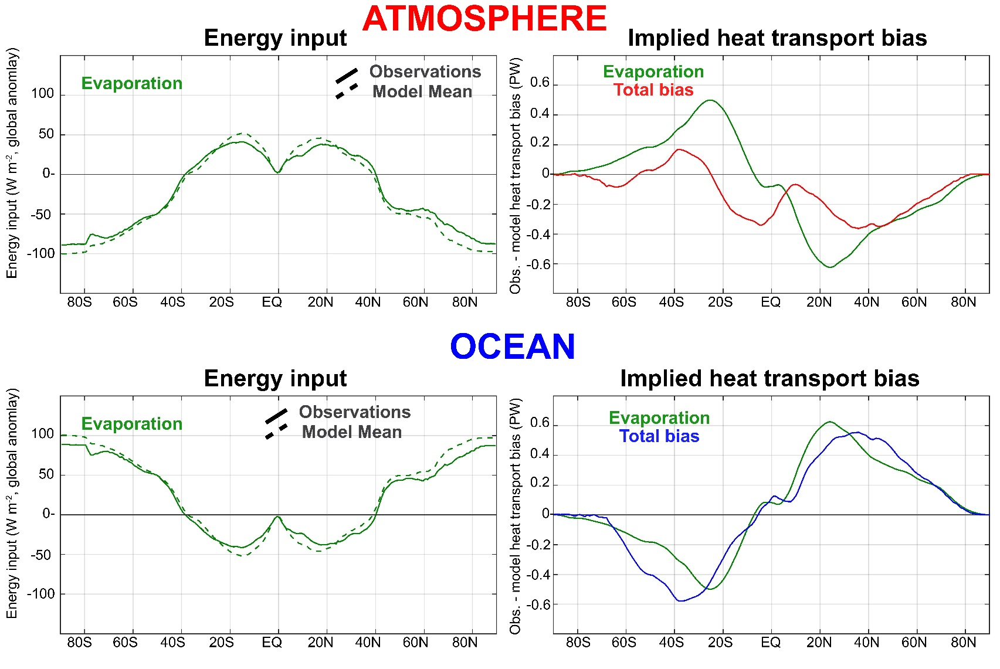 ATMOSPHERE
Energy input
Implied heat transport bias
Energy input (W m-2, global anomlay)
100
50
0-
-50
-100
Evaporation
Observations
Model Mean
80S 60S 40S 20S EQ 20N 40N 60N 80N
Obs. - model heat transport bias (PW)
0.6
0.4
0.2
0
-0.2
-0.4
-0.6
Evaporation
Total bias
80S 60S 40S 20S EQ 20N 40N 60N 80N
OCEAN
Energy input
Implied heat transport bias
Energy input (W m-2, global anomlay)
100
50
0-
-50
-100
Evaporation
Observations
Model Mean
80S 60S 40S 20S EQ 20N 40N 60N 80N
Obs. - model heat transport bias (PW)
0.6
0.4
0.2
0
-0.2
-0.4
-0.6
Evaporation
Total bias
80S 60S 40S 20S EQ 20N 40N 60N 80N